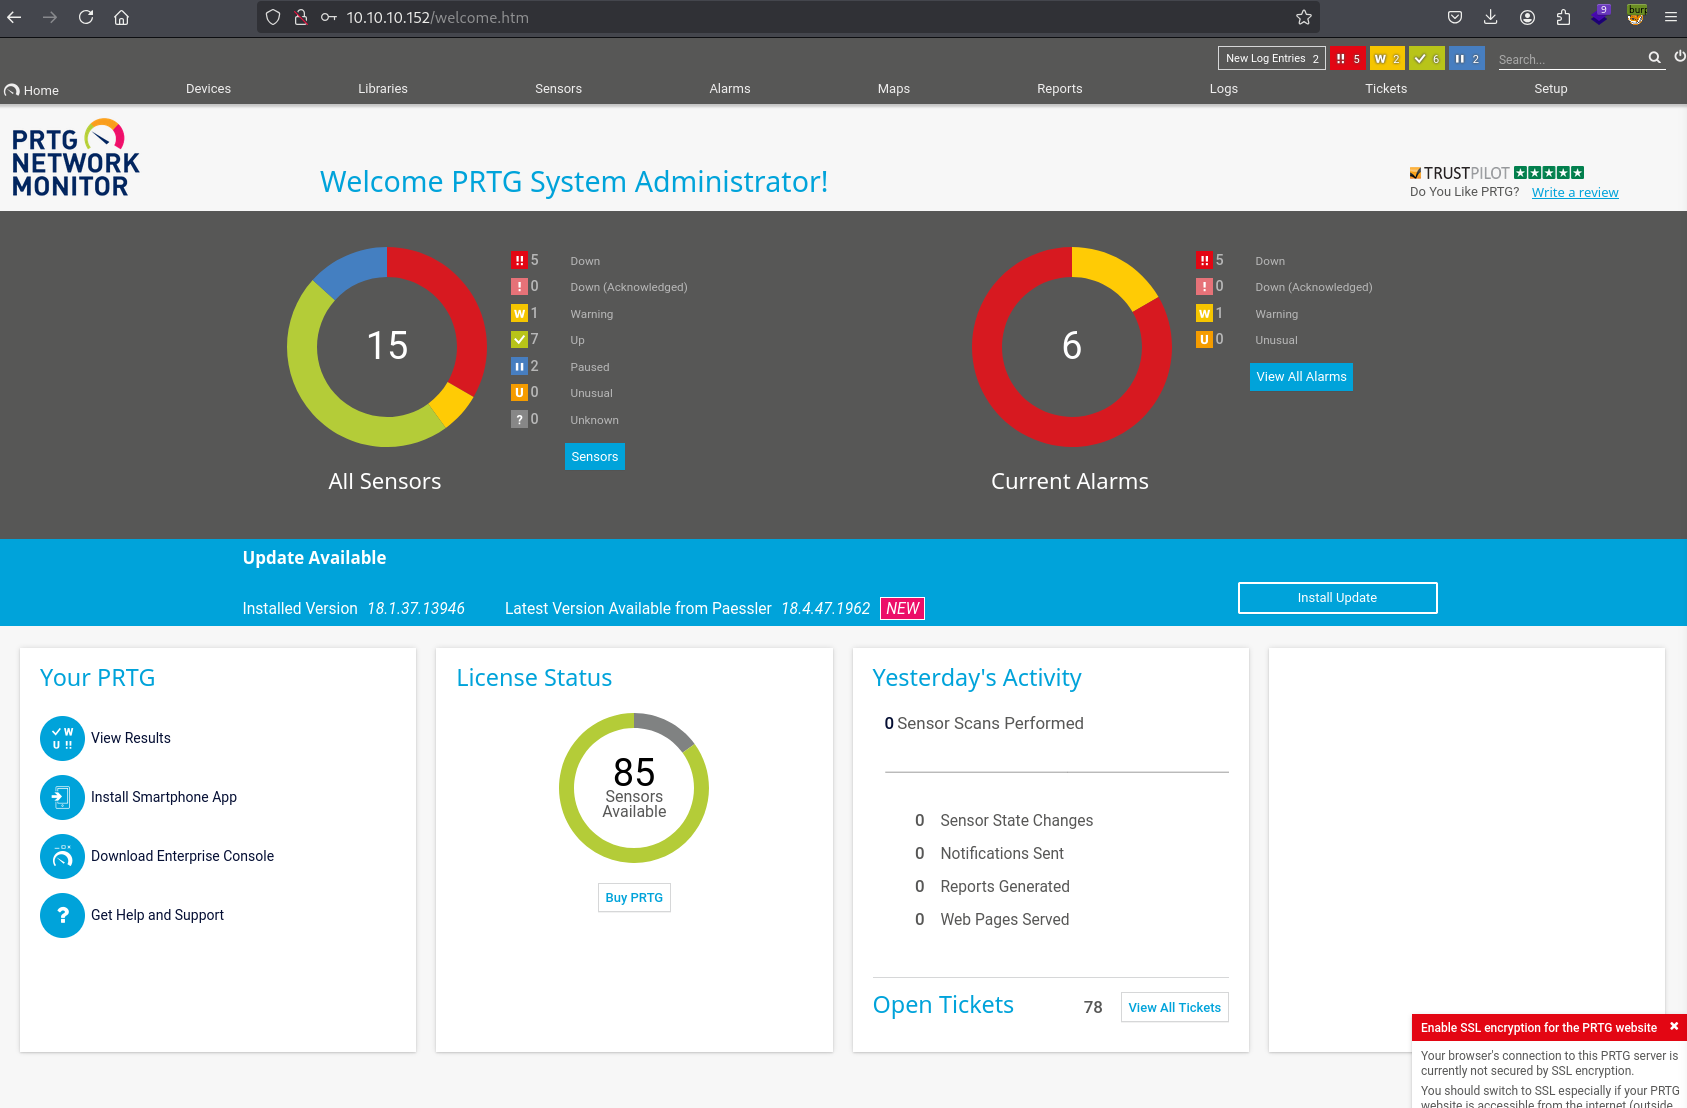 10.10.10.152/welcome.htm
9
burp
New Log Entries 2
5
W 2
6
2
Search...
Home
Devices
Libraries
Sensors
Alarms
Maps
Reports
Logs
Tickets
Setup
PRTG
NETWORK
MONITOR
Welcome PRTG System Administrator!
TRUSTPILOT
Do You Like PRTG? Write a review
15
All Sensors
!! 5 Down
! 0 Down (Acknowledged)
W 1 Warning
7 Up
2 Paused
U 0 Unusual
? 0 Unknown
Sensors
6
Current Alarms
!! 5 Down
! 0 Down (Acknowledged)
W 1 Warning
U 0 Unusual
View All Alarms
Update Available
Installed Version 18.1.37.13946 Latest Version Available from Paessler 18.4.47.1962 NEW
Install Update
Your PRTG
View Results
Install Smartphone App
Download Enterprise Console
? Get Help and Support
License Status
85
Sensors
Available
Buy PRTG
Yesterday's Activity
0 Sensor Scans Performed
0 Sensor State Changes
0 Notifications Sent
0 Reports Generated
0 Web Pages Served
Open Tickets 78 View All Tickets
Enable SSL encryption for the PRTG website
Your browser's connection to this PRTG server is
currently not secured by SSL encryption.
You should switch to SSL especially if your PRTG
website is accessible from the internet (outside